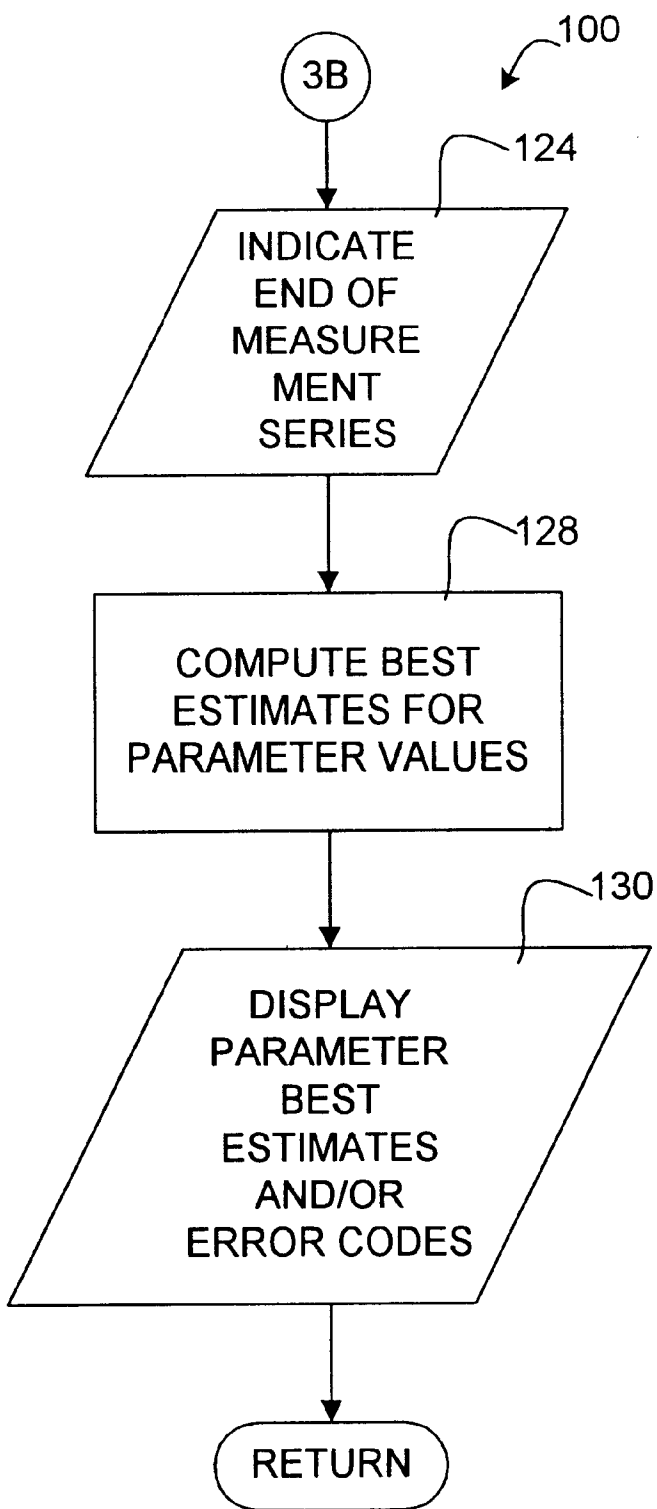 100
3B
124
INDICATE
END OF
MEASURE
MENT
SERIES
128
COMPUTE BEST
ESTIMATES FOR
PARAMETER VALUES
130
DISPLAY
PARAMETER
BEST
ESTIMATES
AND/OR
ERROR CODES
RETURN